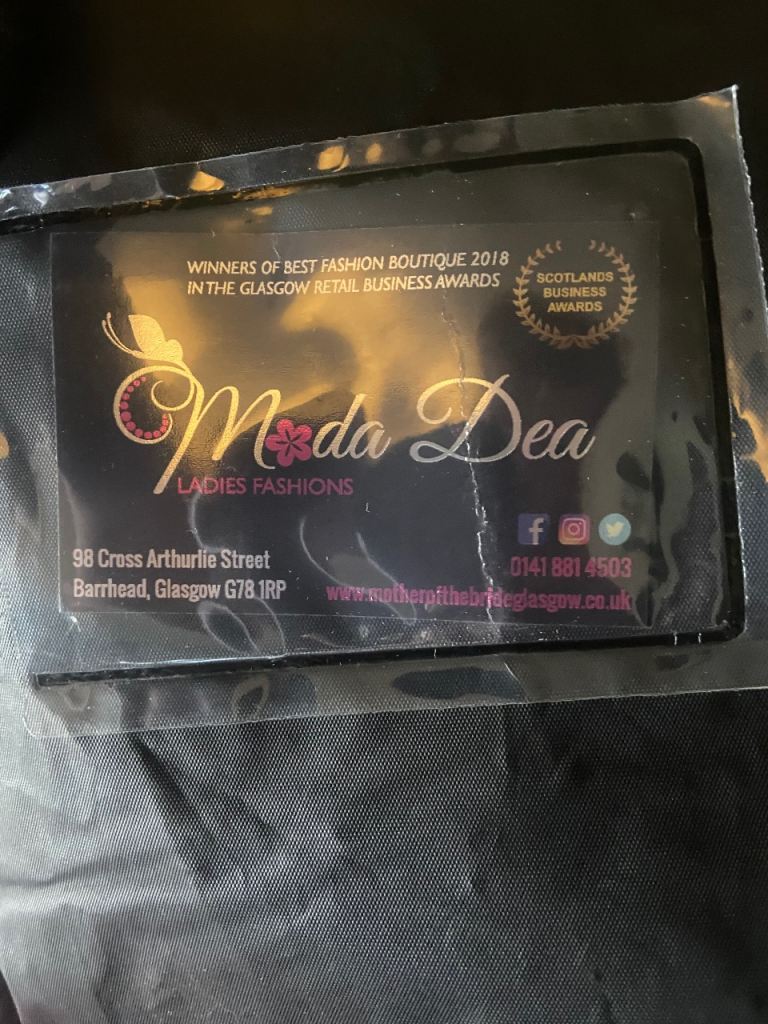 WINNERS OF BEST FASHION BOUTIQUE 2018
IN THE GLASGOW RETAIL BUSINESS AWARDS
SCOTLANDS
BUSINESS
AWARDS
Moda Dea
LADIES FASHIONS
98 Cross Arthurlie Street
Barrhead, Glasgow G78 1RP
0141 881 4503
www.motherofthebrideglasgow.co.uk